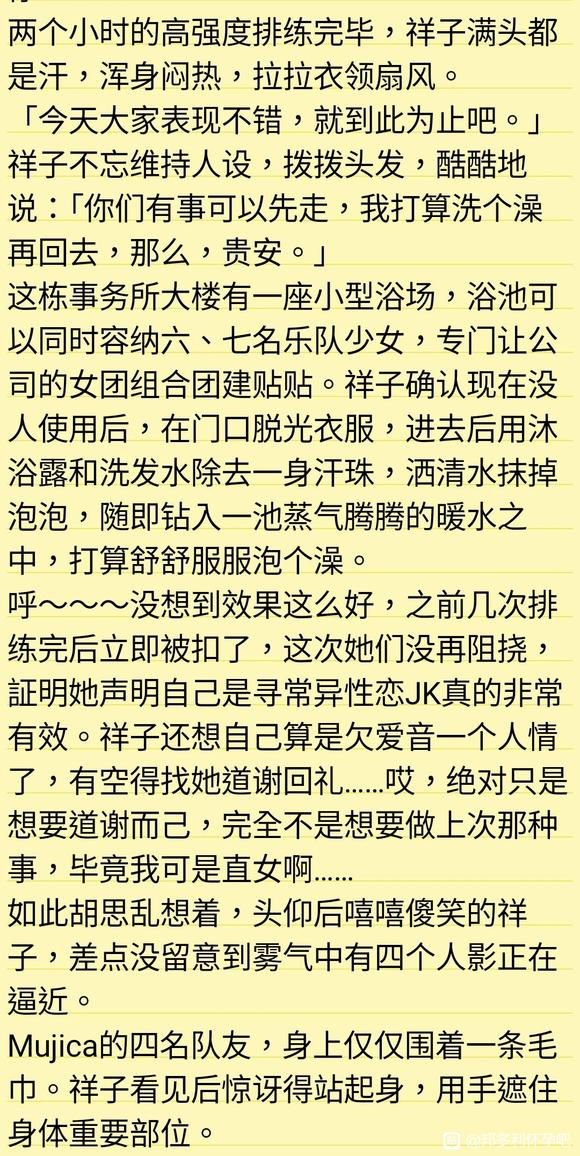 两个小时的高强度排练完毕，祥子满头都
是汗，浑身闷热，拉拉衣领扇风。
「今天大家表现不错，就到此为止吧。」
祥子不忘维持人设，拨拨头发，酷酷地
说：「你们有事可以先走，我打算洗个澡
再回去，那么，贵安。」
这栋事务所大楼有一座小型浴场，浴池可
以同时容纳六、七名乐队少女，专门让公
司的女团组合团建贴贴。祥子确认现在没
人使用后，在门口脱光衣服，进去后用沐
浴露和洗发水除去一身汗珠，洒清水抹掉
泡泡，随即钻入一池蒸气腾腾的暖水之
中，打算舒舒服服泡个澡。
呼～～～没想到效果这么好，之前几次排
练完后立即被扣了，这次她们没再阻挠，
証明她声明自己是寻常异性恋JK真的非常
有效。祥子还想自己算是欠爱音一个人情
了，有空得找她道谢回礼……哎，绝对只是
想要道谢而己，完全不是想要做上次那种
事，毕竟我可是直女啊……
如此胡思乱想着，头仰后嘻嘻傻笑的祥
子，差点没留意到雾气中有四个人影正在
逼近。
Mujica的四名队友，身上仅仅围着一条毛
巾。祥子看见后惊讶得站起身，用手遮住
身体重要部位。
@邦多利怀孕吧